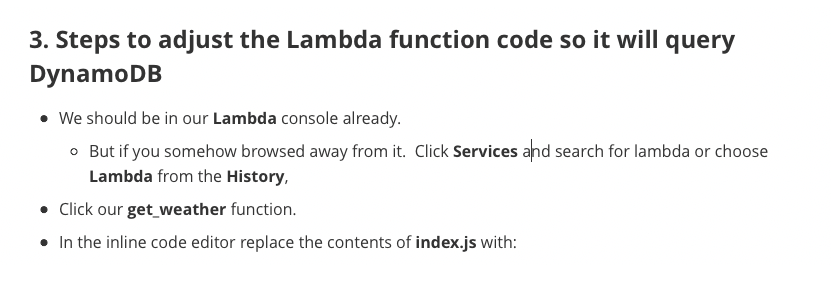 3. Steps to adjust the Lambda function code so it will query
DynamoDB
We should be in our Lambda console already.
But if you somehow browsed away from it.  Click Services and search for lambda or choose
Lambda from the History,
Click our get_weather function.
In the inline code editor replace the contents of index.js with: